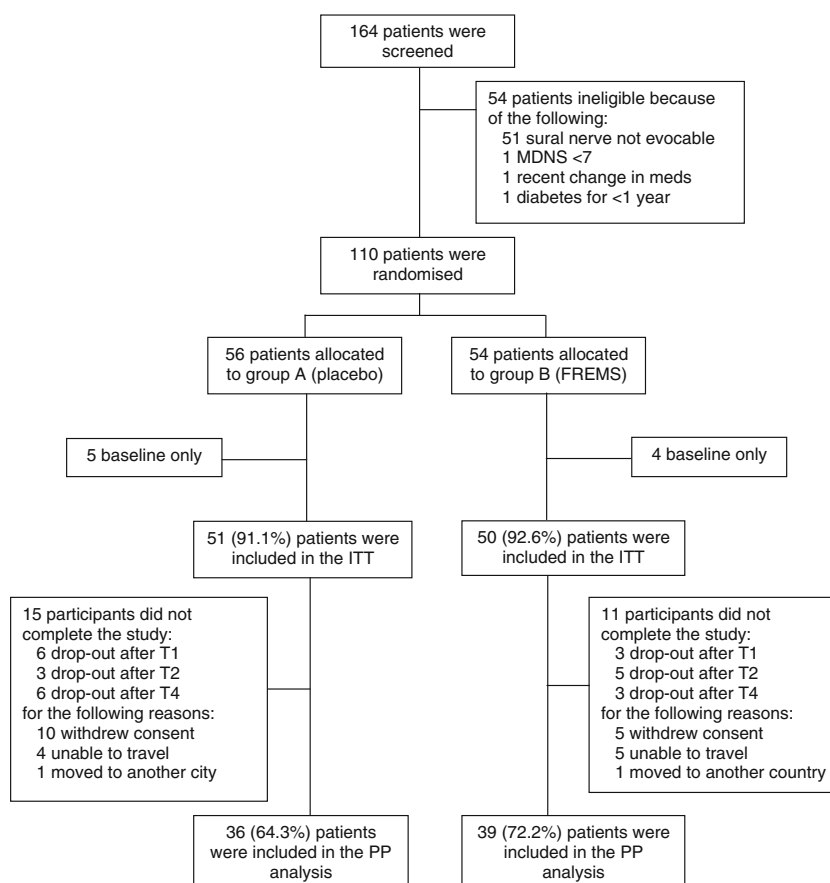 164 patients were
screened
54 patients ineligible because
of the following:
51 sural nerve not evocable
1 MDNS <7
1 recent change in meds
1 diabetes for <1 year
110 patients were
randomised
56 patients allocated
to group A (placebo)
54 patients allocated
to group B (FREMS)
5 baseline only
4 baseline only
51 (91.1%) patients were
included in the ITT
50 (92.6%) patients were
included in the ITT
15 participants did not
complete the study:
6 drop-out after T1
3 drop-out after T2
6 drop-out after T4
for the following reasons:
10 withdrew consent
4 unable to travel
1 moved to another city
11 participants did not
complete the study:
3 drop-out after T1
5 drop-out after T2
3 drop-out after T4
for the following reasons:
5 withdrew consent
5 unable to travel
1 moved to another country
36 (64.3%) patients
were included in the PP
analysis
39 (72.2%) patients were
included in the PP
analysis